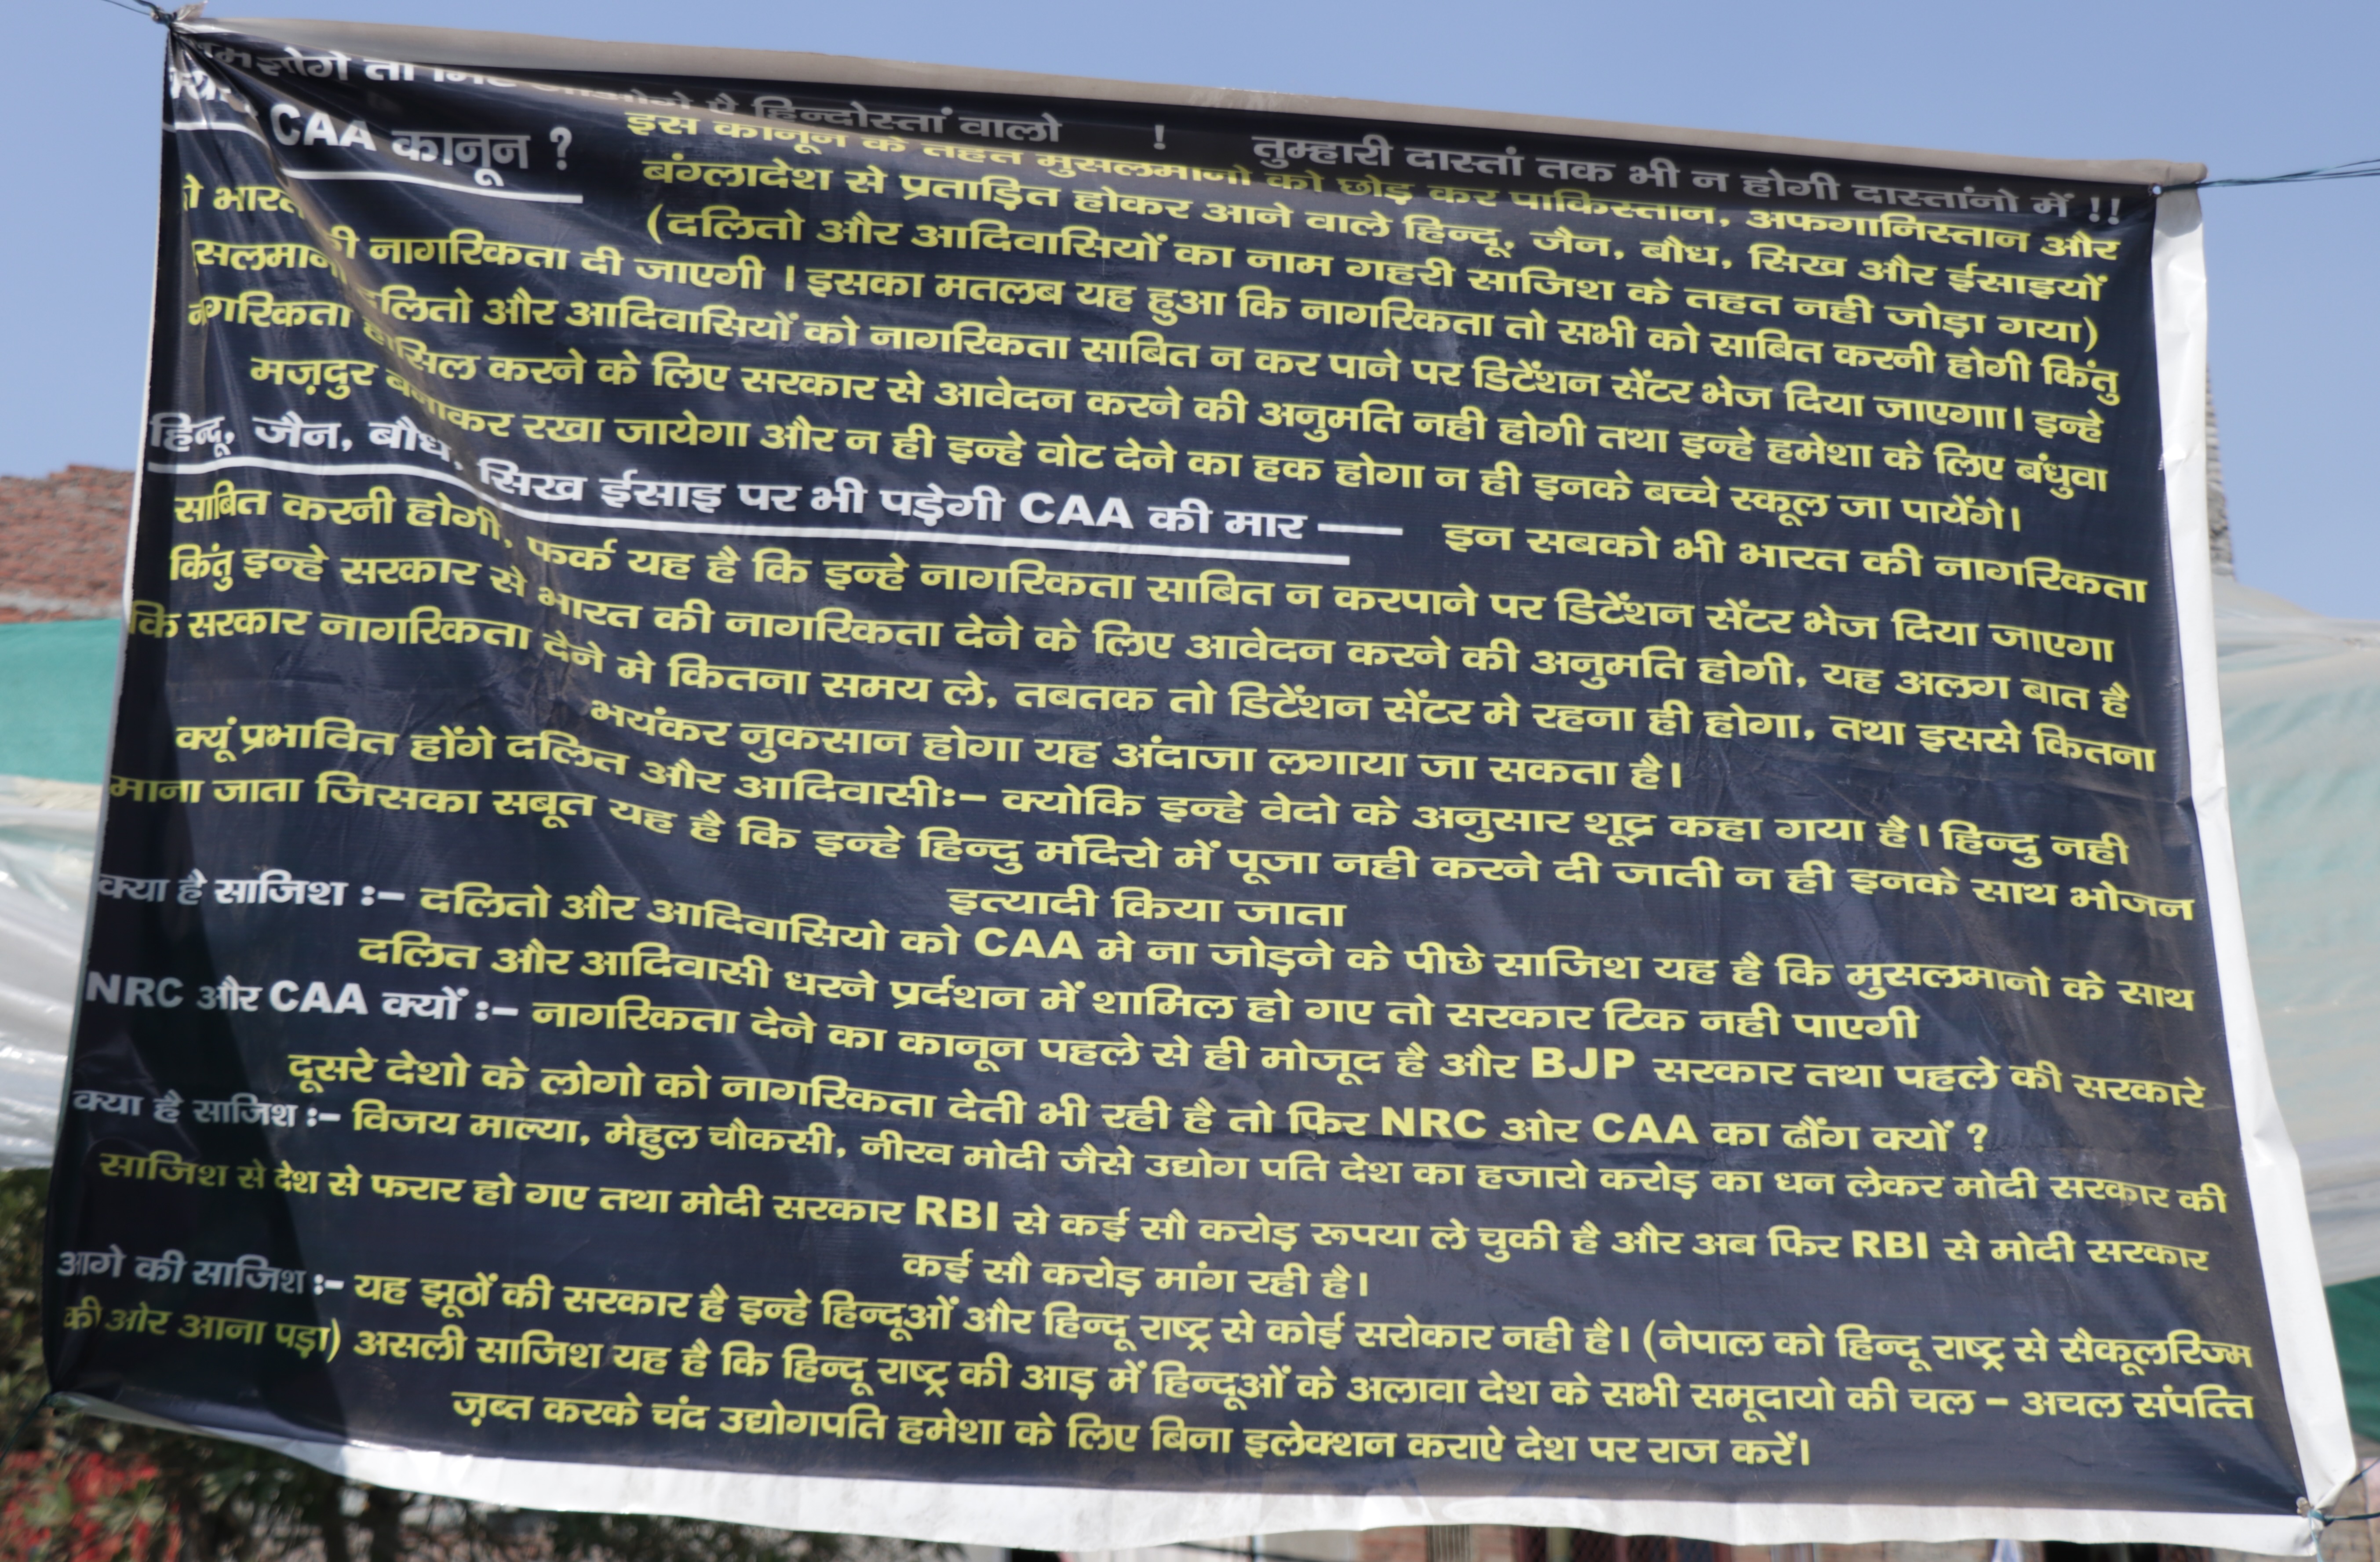 तो मिट जाओगे ऐ हिन्दोस्तां वालो ! तुम्हारी दास्तां तक भी न होगी दास्तांनो में !!
CAA कानून ? इस कानून के तहत मुसलमानो को छोड़ कर पाकिस्तान, अफगानिस्तान और
बंग्लादेश से प्रताड़ित होकर आने वाले हिन्दू, जैन, बौध, सिख और ईसाइयों
(दलितो और आदिवासियों का नाम गहरी साजिश के तहत नही जोड़ा गया)
भारत की नागरिकता दी जाएगी । इसका मतलब यह हुआ कि नागरिकता तो सभी को साबित करनी होगी किंतु
दलितो और आदिवासियों को नागरिकता साबित न कर पाने पर डिटेंशन सेंटर भेज दिया जाएगाा। इन्हे
नागरिकता हासिल करने के लिए सरकार से आवेदन करने की अनुमति नही होगी तथा इन्हे हमेशा के लिए बंधुवा
मज़दुर बनाकर रखा जायेगा और न ही इन्हे वोट देने का हक होगा न ही इनके बच्चे स्कूल जा पायेंगे।
हिन्दू, जैन, बौध, सिख ईसाइ पर भी पड़ेगी CAA की मार —— इन सबको भी भारत की नागरिकता
साबित करनी होगी, फर्क यह है कि इन्हे नागरिकता साबित न करपाने पर डिटेंशन सेंटर भेज दिया जाएगा
किंतु इन्हे सरकार से भारत की नागरिकता देने के लिए आवेदन करने की अनुमति होगी, यह अलग बात है
कि सरकार नागरिकता देने मे कितना समय ले, तबतक तो डिटेंशन सेंटर मे रहना ही होगा, तथा इससे कितना
भयंकर नुकसान होगा यह अंदाजा लगाया जा सकता है।
क्यूं प्रभावित होंगे दलित और आदिवासी:– क्योकि इन्हे वेदो के अनुसार शूद्र कहा गया है। हिन्दु नही
माना जाता जिसका सबूत यह है कि इन्हे हिन्दु मंदिरो में पूजा नही करने दी जाती न ही इनके साथ भोजन
इत्यादी किया जाता
क्या है साजिश :– दलितो और आदिवासियो को CAA मे ना जोड़ने के पीछे साजिश यह है कि मुसलमानो के साथ
दलित और आदिवासी धरने प्रर्दशन में शामिल हो गए तो सरकार टिक नही पाएगी
NRC और CAA क्यों :– नागरिकता देने का कानून पहले से ही मोजूद है और BJP सरकार तथा पहले की सरकारे
दूसरे देशो के लोगो को नागरिकता देती भी रही है तो फिर NRC ओर CAA का ढौंग क्यों ?
क्या है साजिश :– विजय माल्या, मेहुल चौकसी, नीरव मोदी जैसे उद्योग पति देश का हजारो करोड़ का धन लेकर मोदी सरकार की
साजिश से देश से फरार हो गए तथा मोदी सरकार RBI से कई सौ करोड़ रूपया ले चुकी है और अब फिर RBI से मोदी सरकार
कई सौ करोड़ मांग रही है।
आगे की साजिश :– यह झूठों की सरकार है इन्हे हिन्दूओं और हिन्दू राष्ट्र से कोई सरोकार नही है। (नेपाल को हिन्दू राष्ट्र से सैकूलरिज्म
की ओर आना पड़ा) असली साजिश यह है कि हिन्दू राष्ट्र की आड़ में हिन्दूओं के अलावा देश के सभी समूदायो की चल – अचल संपत्ति
ज़ब्त करके चंद उद्योगपति हमेशा के लिए बिना इलेक्शन कराऐ देश पर राज करें।